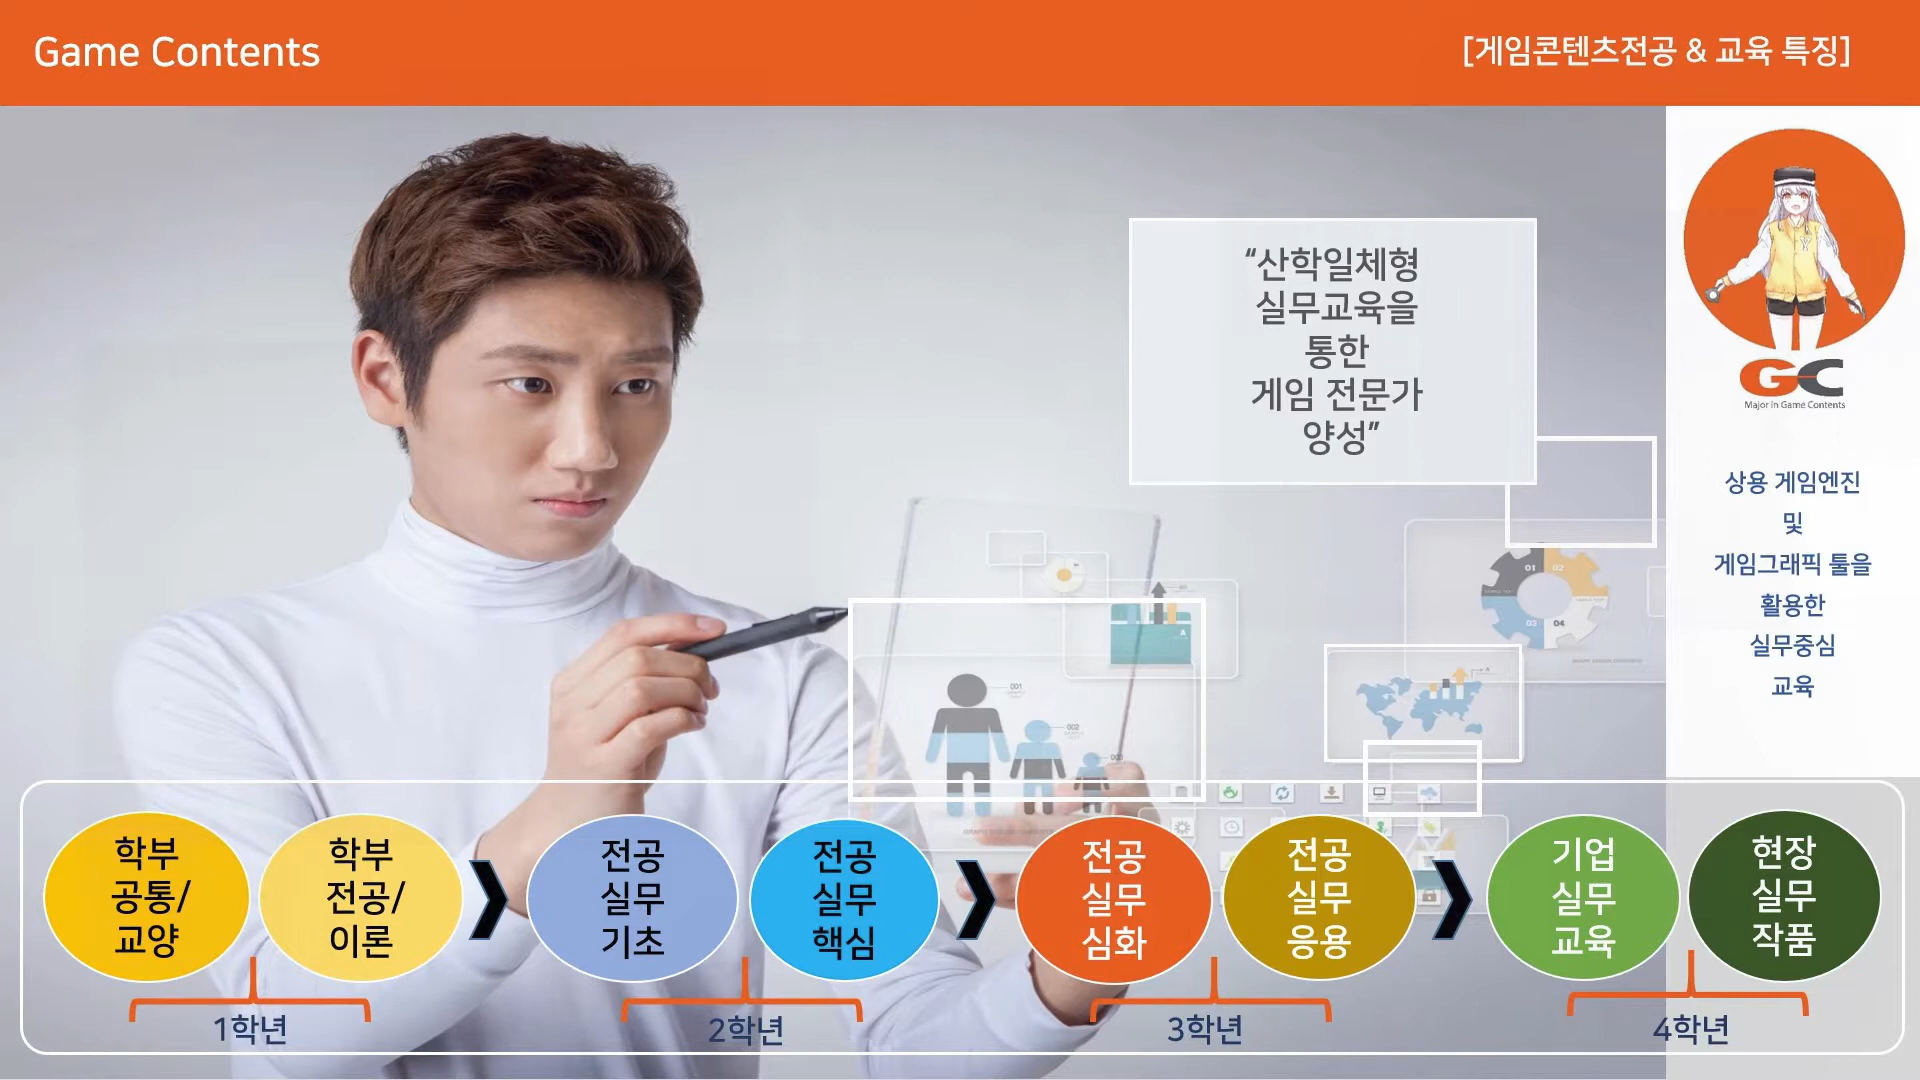 Game Contents
[게임콘텐츠전공 & 교육 특징]
“산학일체형
실무교육을
통한
게임 전문가
양성”
GC
Major in Game Contents
상용 게임엔진
및
게임그래픽 툴을
활용한
실무중심
교육
01
02
03
04
A
001
002
학부
공통/
교양
학부
전공/
이론
전공
실무
기초
전공
실무
핵심
전공
실무
심화
전공
실무
응용
기업
실무
교육
현장
실무
작품
1학년
2학년
3학년
4학년